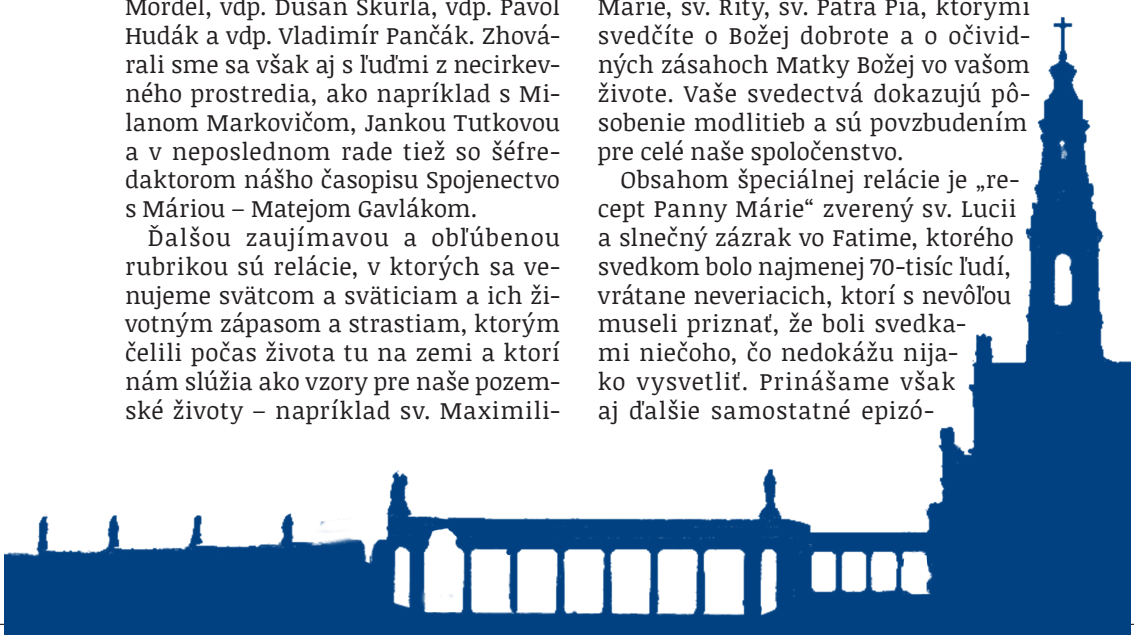 Mordel, vdp. Dušan Škurla, vdp. Pavol
Hudák a vdp. Vladimír Pančák. Zhová-
rali sme sa však aj s ľuďmi z necirkev-
ného prostredia, ako napríklad s Mi-
lanom Markovičom, Jankou Tutkovou
a v neposlednom rade tiež so šéfre-
daktorom nášho časopisu Spojenectvo
s Máriou – Matejom Gavlákom.
Ďalšou zaujímavou a obľúbenou
rubrikou sú relácie, v ktorých sa ve-
nujeme svätcom a sväticiam a ich ži-
votným zápasom a strastiam, ktorým
čelili počas života tu na zemi a ktorí
nám slúžia ako vzory pre naše pozem-
ské životy – napríklad sv. Maximili-
Márie, sv. Rity, sv. Pátra Pia, ktorými
svedčíte o Božej dobrote a o očivid-
ných zásahoch Matky Božej vo vašom
živote. Vaše svedectvá dokazujú pô-
sobenie modlitieb a sú povzbudením
pre celé naše spoločenstvo.
Obsahom špeciálnej relácie je „re-
cept Panny Márie“ zverený sv. Lucii
a slnečný zázrak vo Fatime, ktorého
svedkom bolo najmenej 70-tisíc ľudí,
vrátane neveriacich, ktorí s nevôľou
museli priznať, že boli svedka-
mi niečoho, čo nedokážu nija-
ko vysvetliť. Prinášame však
aj ďalšie samostatné epizó-